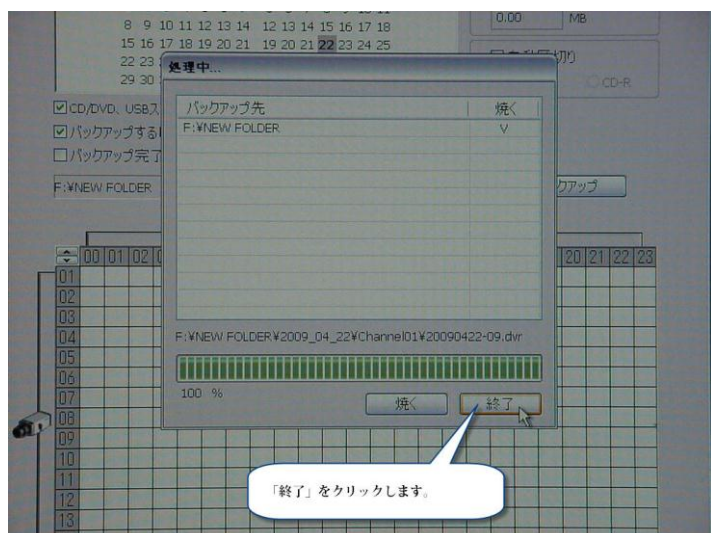 8 9 10 11 12 13 14 12 13 14 15 16 17 18
15 16 17 18 19 20 21 19 20 21 22 23 24 25
22 23
29 30
0.00 MB
CD-R
処理中...
バックアップ先 焼く
F:¥NEW FOLDER V
CD/DVD、USBス
バックアップする
バックアップ完了
F:¥NEW FOLDER
クアップ
00 01 02 20 21 22 23
01
02
03
04
05
06
07
08
09
10
11
12
13
F:¥NEW FOLDER¥2009_04_22¥Channel01¥20090422-09.dvr
100 %
焼く 終了
「終了」をクリックします。